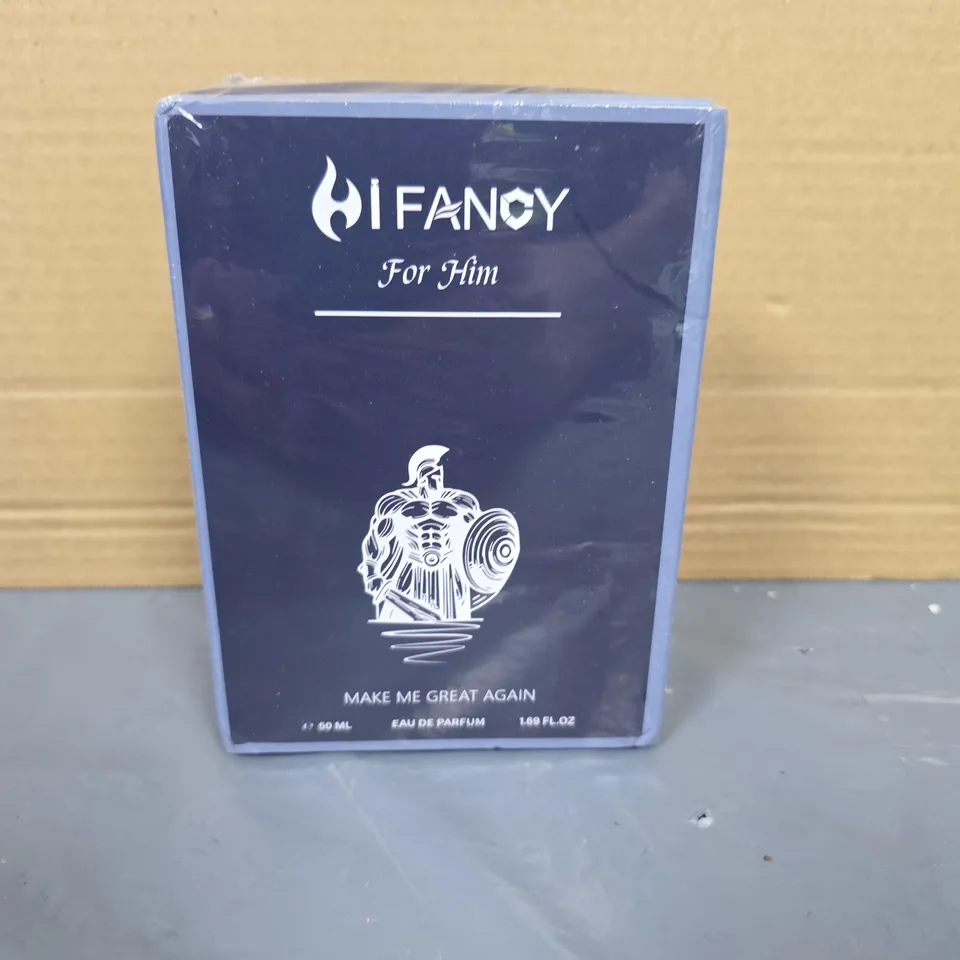 Hi FANCY
For Him
MAKE ME GREAT AGAIN
℮ 50 ML EAU DE PARFUM 1.69 FL.OZ